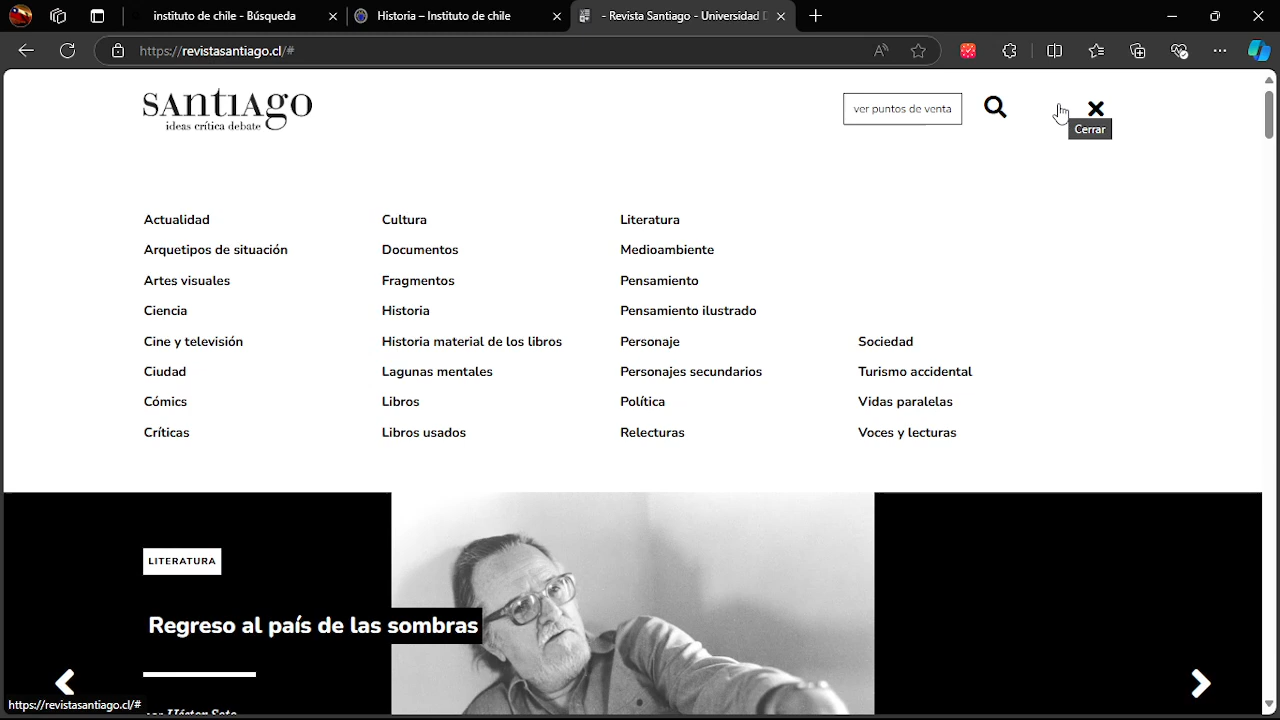 instituto de chile - Búsqueda
Historia – Instituto de chile
- Revista Santiago - Universidad D
https://revistasantiago.cl/#
santiago
ideas crítica debate
ver puntos de venta
Cerrar
Actualidad
Arquetipos de situación
Artes visuales
Ciencia
Cine y televisión
Ciudad
Cómics
Críticas
Cultura
Documentos
Fragmentos
Historia
Historia material de los libros
Lagunas mentales
Libros
Libros usados
Literatura
Medioambiente
Pensamiento
Pensamiento ilustrado
Personaje
Personajes secundarios
Política
Relecturas
Sociedad
Turismo accidental
Vidas paralelas
Voces y lecturas
LITERATURA
Regreso al país de las sombras
por Héctor Soto
https://revistasantiago.cl/#